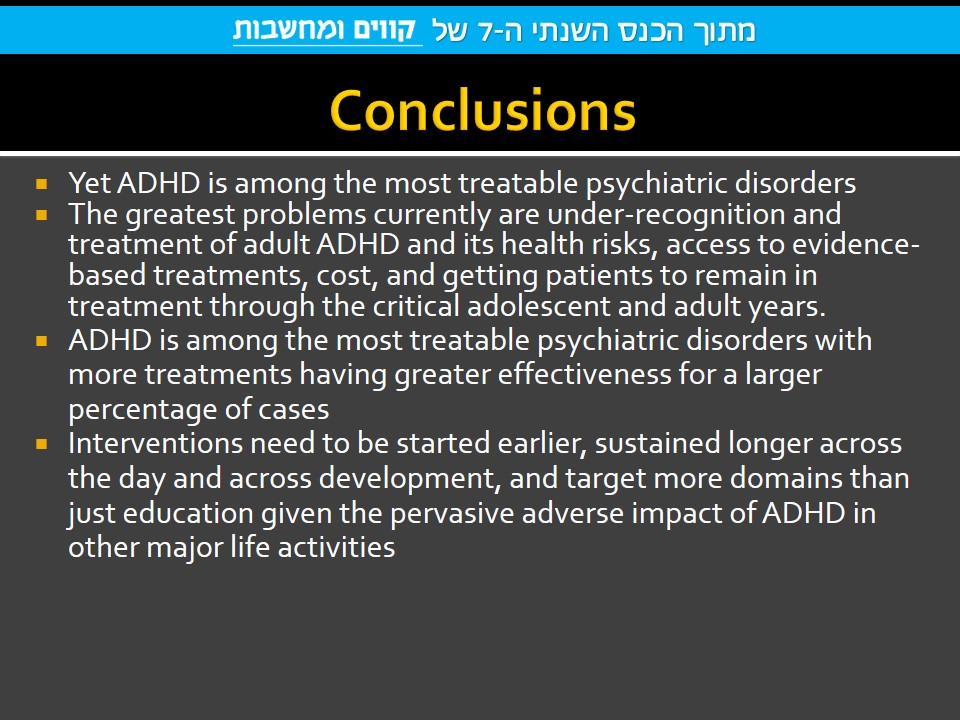 מתוך הכנס השנתי ה-7 של קווים ומחשבות
Conclusions
Yet ADHD is among the most treatable psychiatric disorders
The greatest problems currently are under-recognition and
treatment of adult ADHD and its health risks, access to evidence-
based treatments, cost, and getting patients to remain in
treatment through the critical adolescent and adult years.
ADHD is among the most treatable psychiatric disorders with
more treatments having greater effectiveness for a larger
percentage of cases
Interventions need to be started earlier, sustained longer across
the day and across development, and target more domains than
just education given the pervasive adverse impact of ADHD in
other major life activities